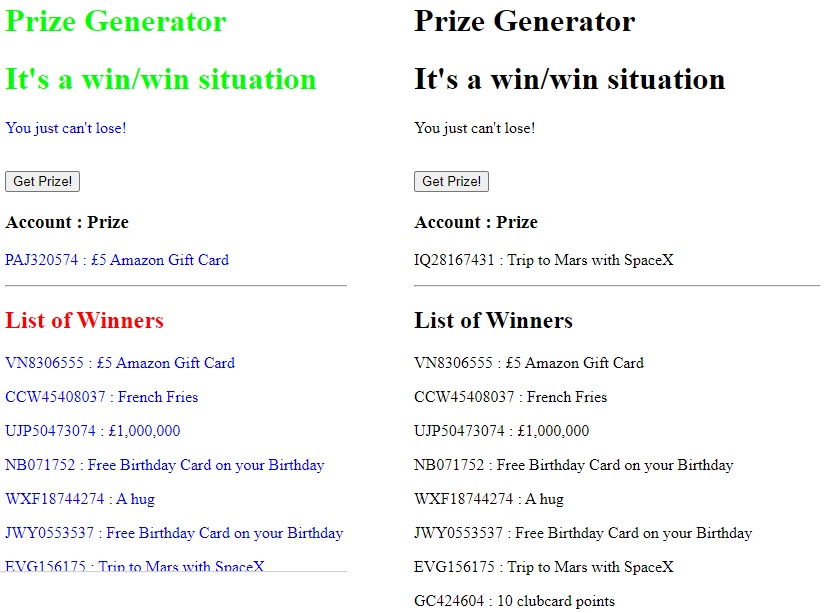 Prize Generator
It's a win/win situation
You just can't lose!
Get Prize!
Account : Prize
PAJ320574 : £5 Amazon Gift Card
List of Winners
VN8306555 : £5 Amazon Gift Card
CCW45408037 : French Fries
UJP50473074 : £1,000,000
NB071752 : Free Birthday Card on your Birthday
WXF18744274 : A hug
JWY0553537 : Free Birthday Card on your Birthday
EVG156175 : Trip to Mars with SpaceX
Prize Generator
It's a win/win situation
You just can't lose!
Get Prize!
Account : Prize
IQ28167431 : Trip to Mars with SpaceX
List of Winners
VN8306555 : £5 Amazon Gift Card
CCW45408037 : French Fries
UJP50473074 : £1,000,000
NB071752 : Free Birthday Card on your Birthday
WXF18744274 : A hug
JWY0553537 : Free Birthday Card on your Birthday
EVG156175 : Trip to Mars with SpaceX
GC424604 : 10 clubcard points